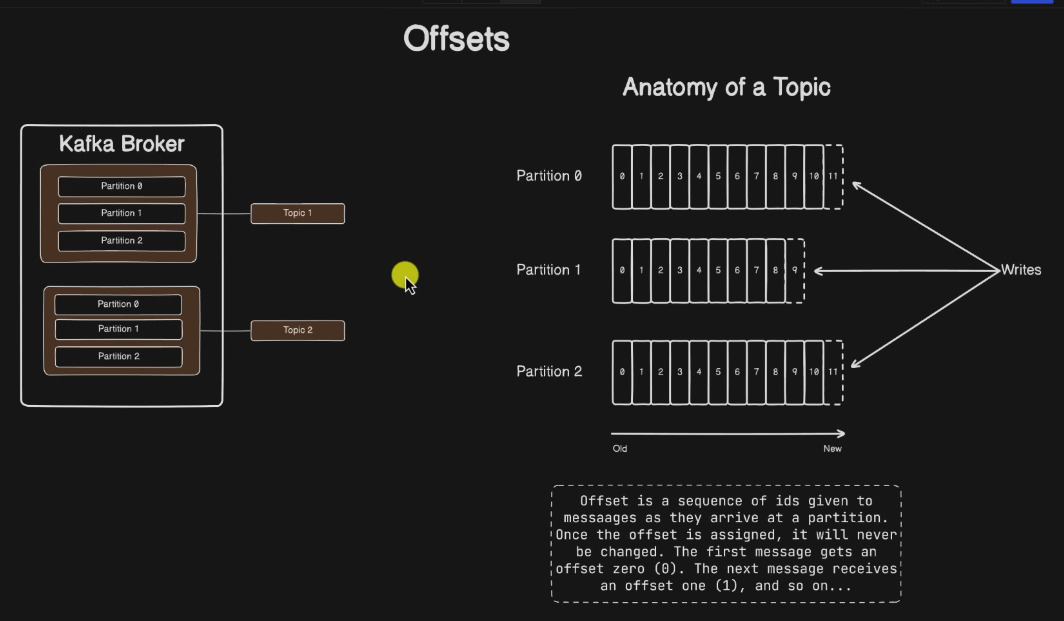 Offsets
Anatomy of a Topic
Kafka Broker
Partition 0
Partition 1
Partition 2
Topic 1
Partition 0
Partition 1
Partition 2
Topic 2
Partition 0
0 1 2 3 4 5 6 7 8 9 10 11
Partition 1
0 1 2 3 4 5 6 7 8 9
Writes
Partition 2
0 1 2 3 4 5 6 7 8 9 10 11
Old
New
Offset is a sequence of ids given to
messaages as they arrive at a partition.
Once the offset is assigned, it will never
be changed. The first message gets an
offset zero (0). The next message receives
an offset one (1), and so on...